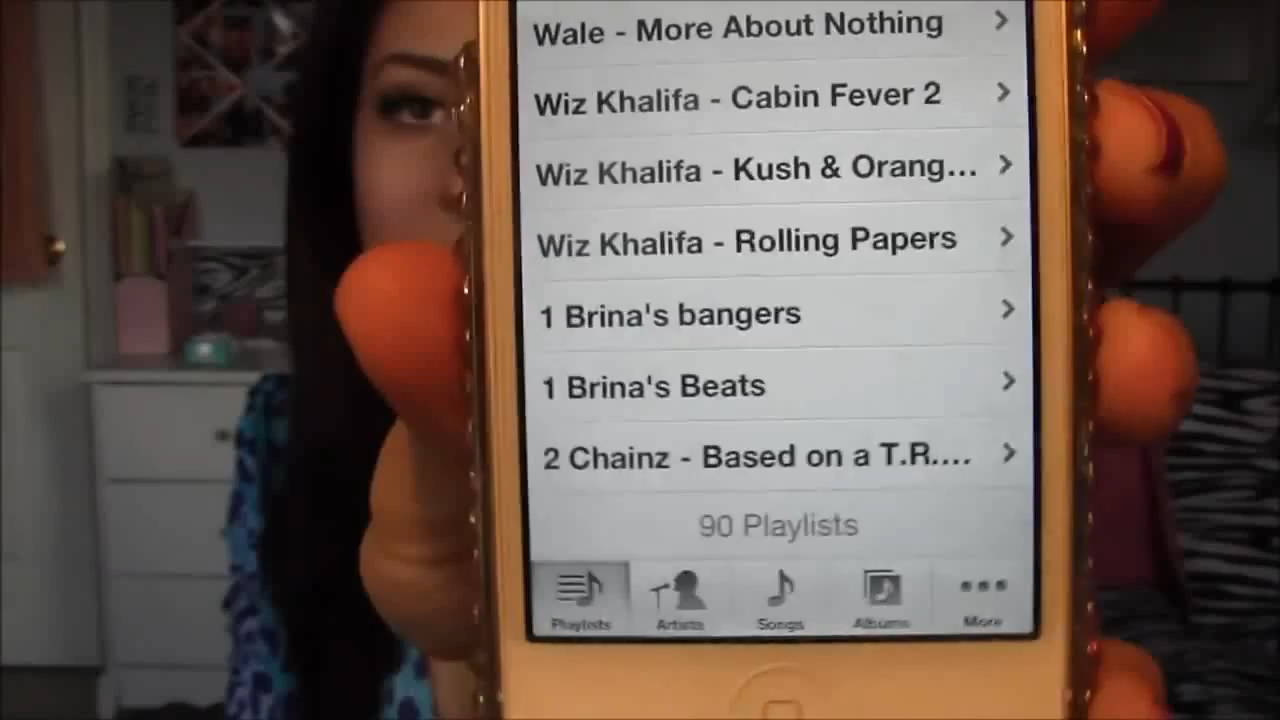 Wale - More About Nothing
Wiz Khalifa - Cabin Fever 2
Wiz Khalifa - Kush & Orang...
Wiz Khalifa - Rolling Papers
1 Brina's bangers
1 Brina's Beats
2 Chainz - Based on a T.R....
90 Playlists
Playlists Artists Songs Albums More